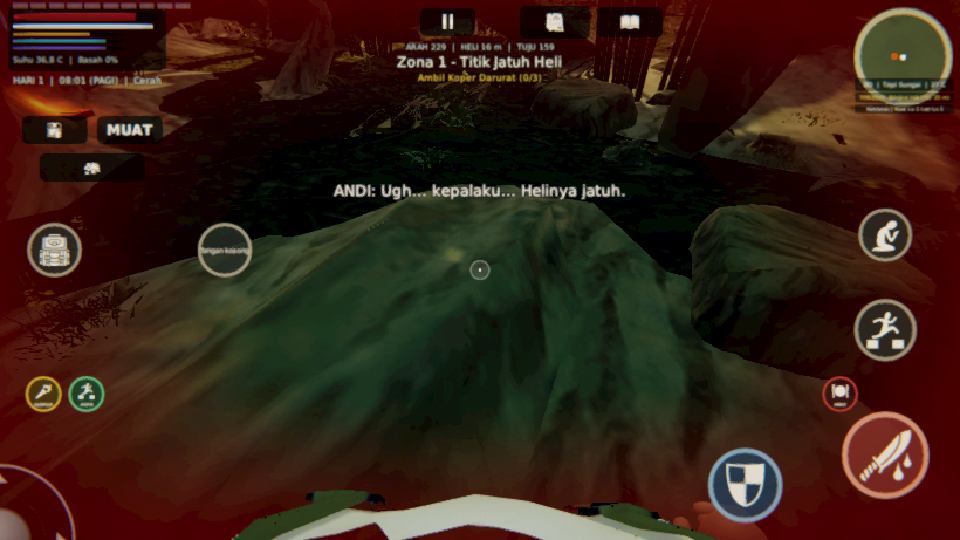 Suhu 36,8 C | Basah 0%
HARI 1 | 08:01 (PAGI) | Cerah
ARAH 229 | HELI 16 m | TUJU 159
Zona 1 - Titik Jatuh Heli
Ambil Koper Darurat (0/3)
MUAT
ANDI: Ugh... kepalaku... Helinya jatuh.